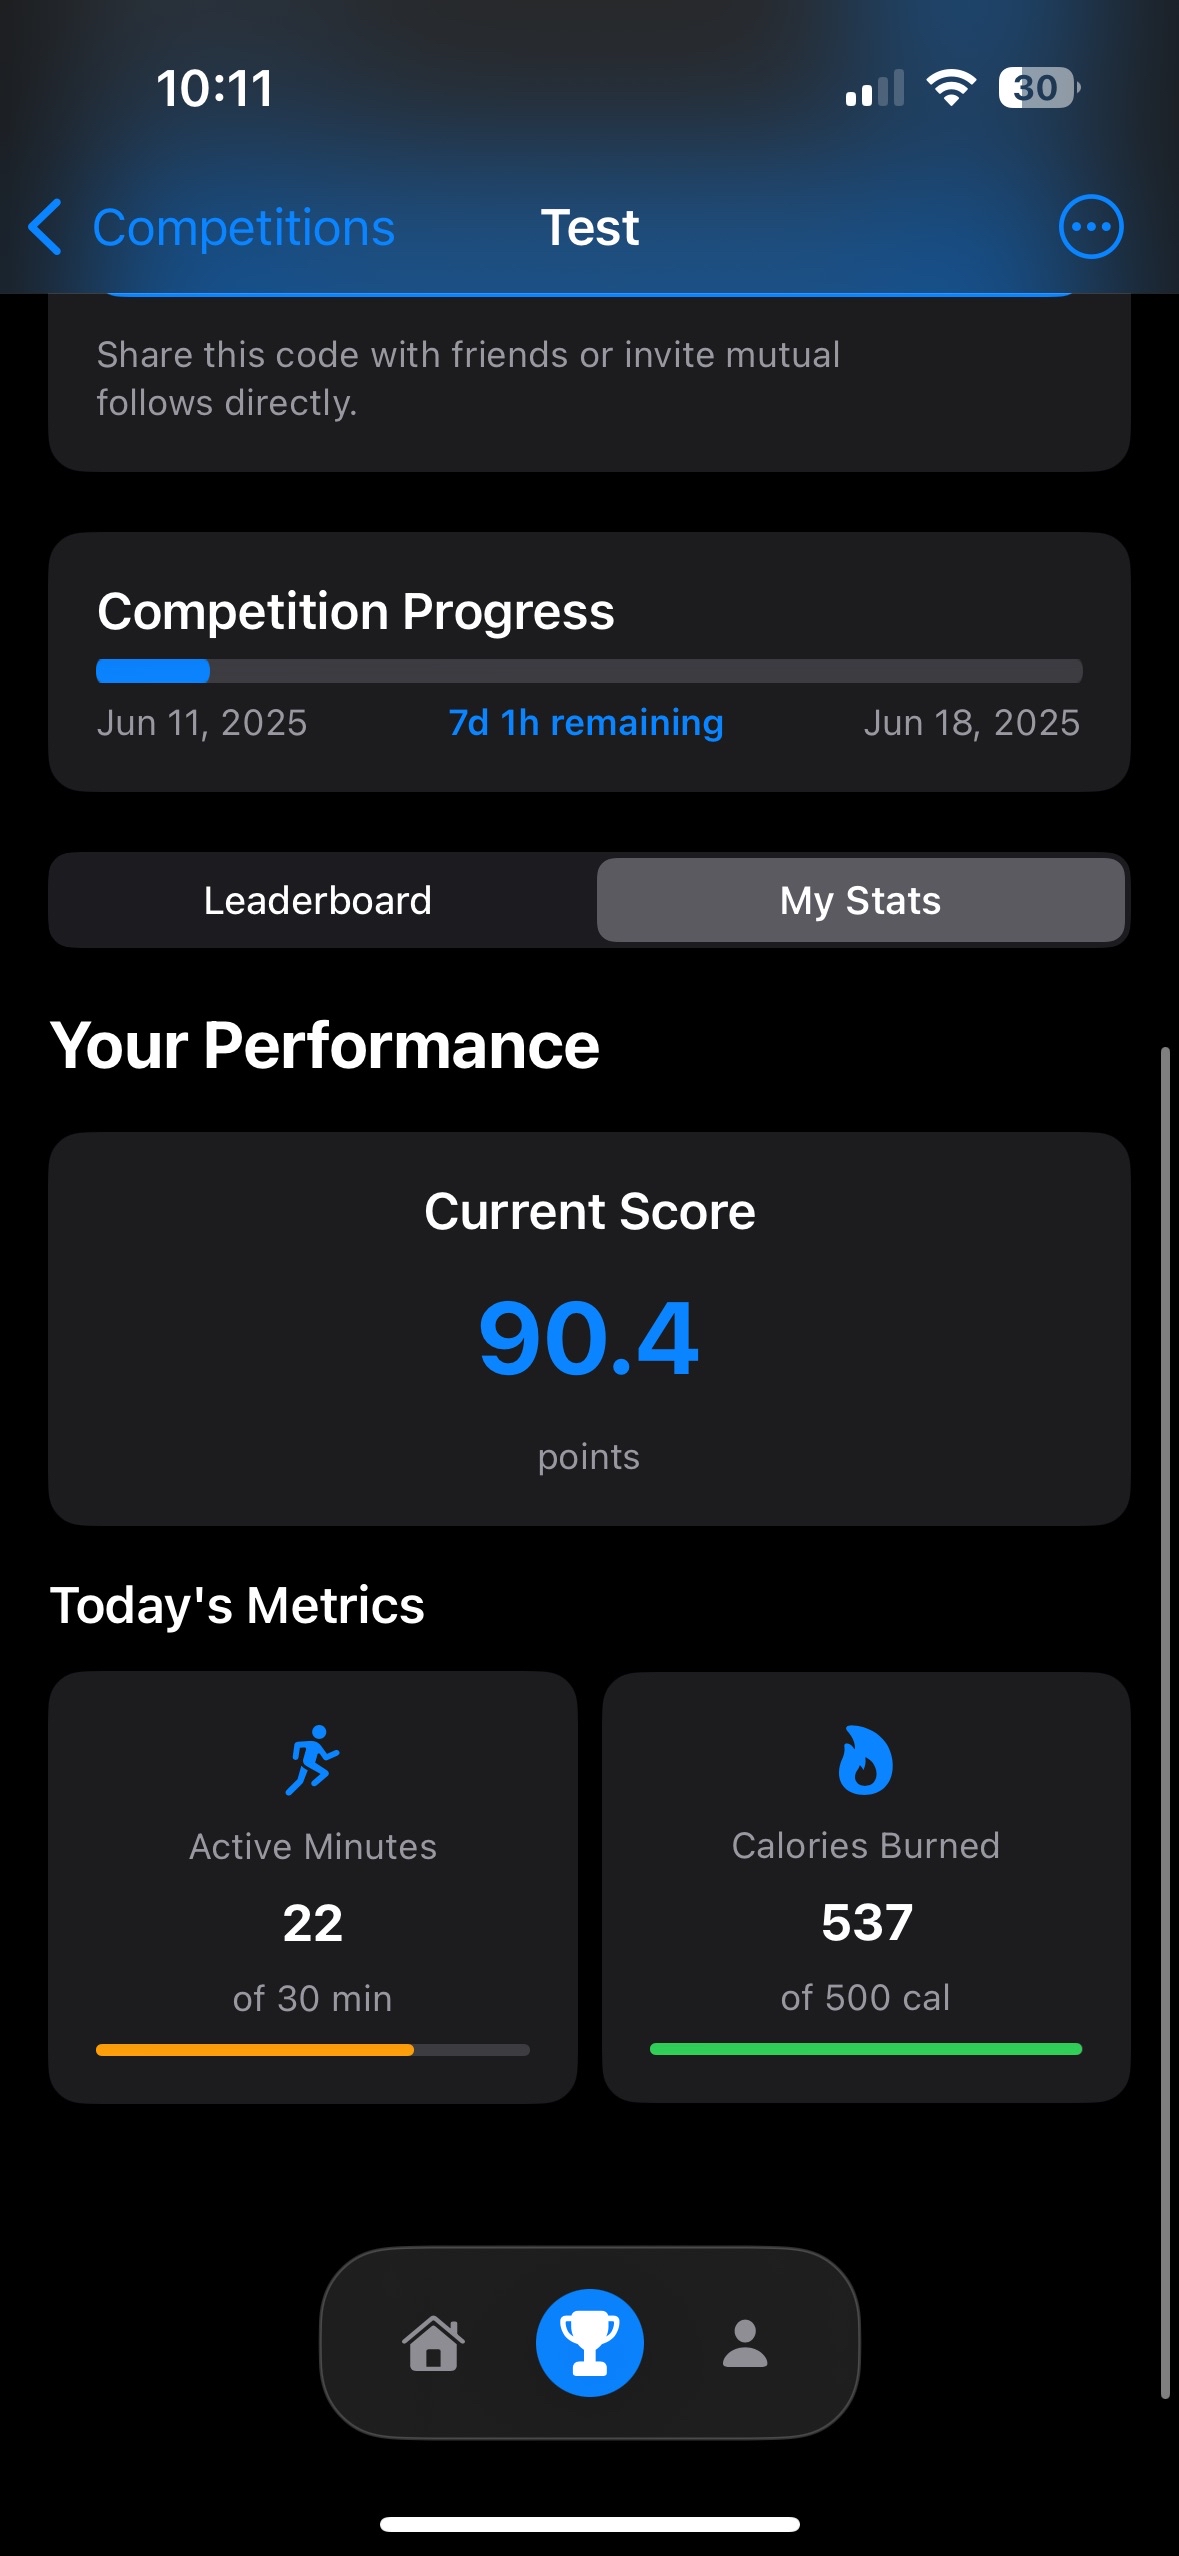 10:11
30
Competitions
Test
Share this code with friends or invite mutual
follows directly.
Competition Progress
Jun 11, 2025
7d 1h remaining
Jun 18, 2025
Leaderboard
My Stats
Your Performance
Current Score
90.4
points
Today's Metrics
Active Minutes
22
of 30 min
Calories Burned
537
of 500 cal